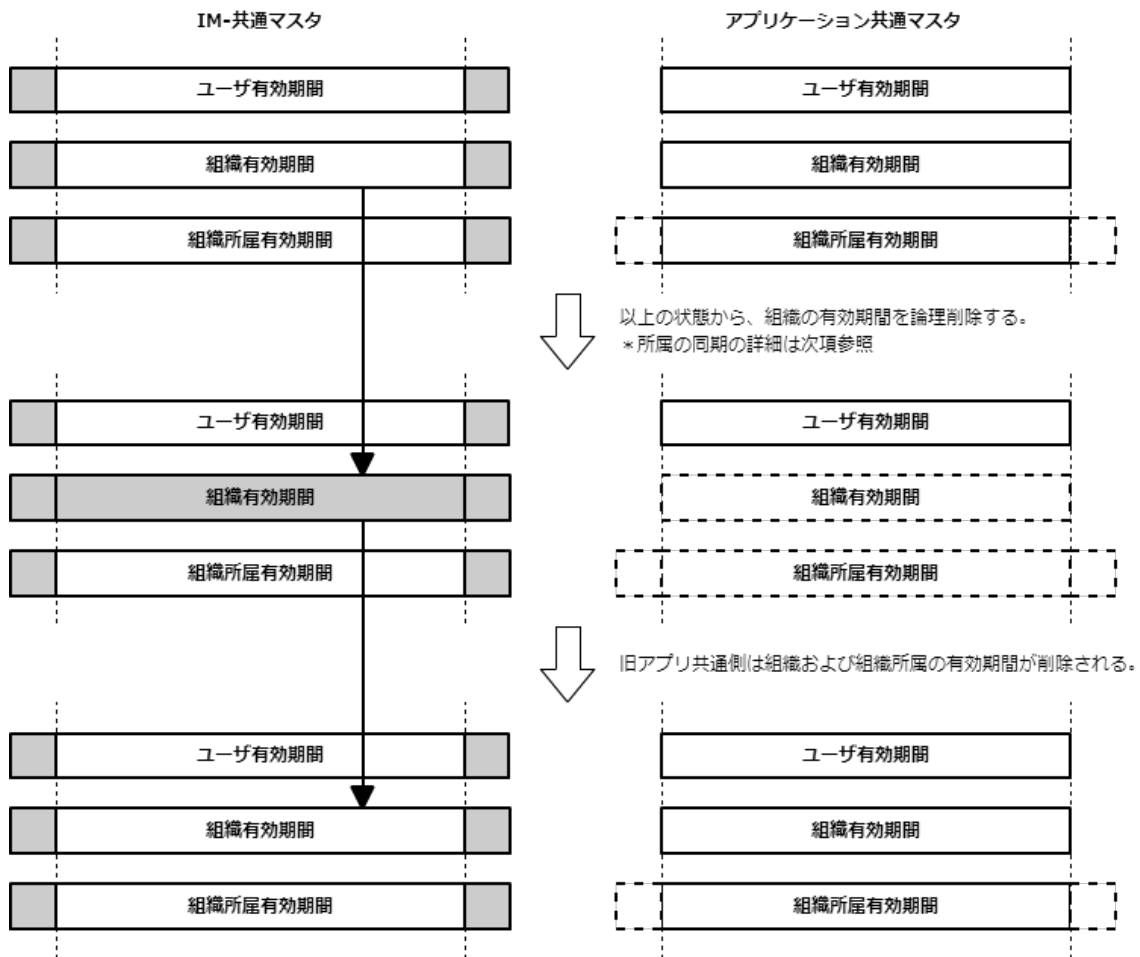 IM-共通マスタ
アプリケーション共通マスタ
ユーザ有効期間
ユーザ有効期間
組織有効期間
組織有効期間
組織所属有効期間
組織所属有効期間
以上の状態から、組織の有効期間を論理削除する。
＊所属の同期の詳細は次項参照
ユーザ有効期間
ユーザ有効期間
組織有効期間
組織有効期間
組織所属有効期間
組織所属有効期間
旧アプリ共通側は組織および組織所属の有効期間が削除される。
ユーザ有効期間
ユーザ有効期間
組織有効期間
組織有効期間
組織所属有効期間
組織所属有効期間